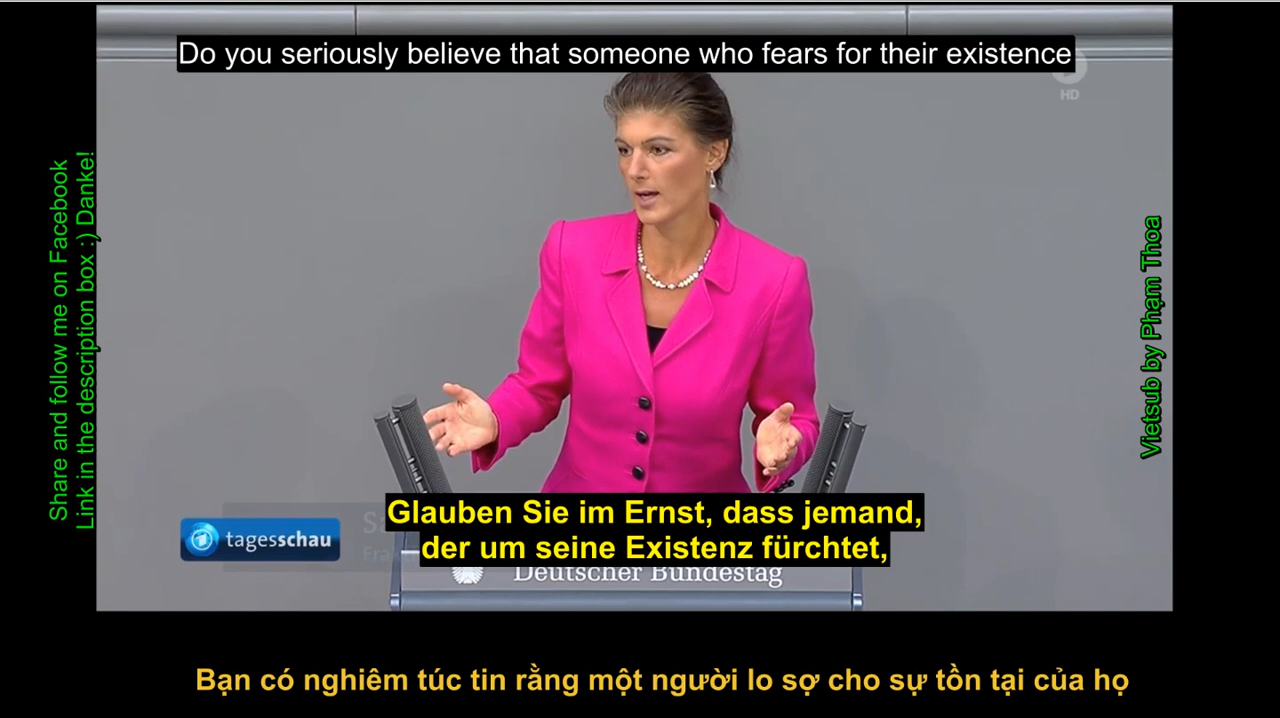 Do you seriously believe that someone who fears for their existence
HD
Share and follow me on Facebook
Link in the description box :) Danke!
Vietsub by Phạm Thoa
Glauben Sie im Ernst, dass jemand,
der um seine Existenz fürchtet,
tagesschau
Deutscher Bundestag
Bạn có nghiêm túc tin rằng một người lo sợ cho sự tồn tại của họ